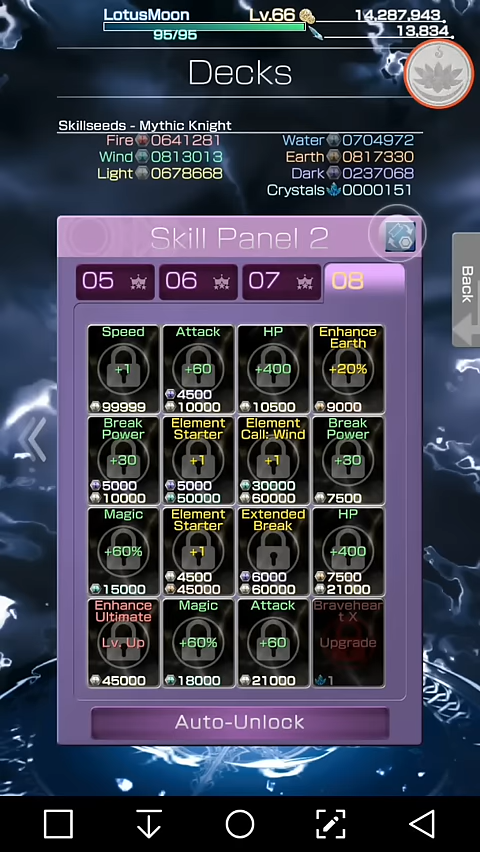 LotusMoon Lv.66 14,287,943
95/95 13,834
Decks
Skillseeds - Mythic Knight
Fire 0641281 Water 0704972
Wind 0813013 Earth 0817330
Light 0678668 Dark 0237068
Crystals 0000151
Skill Panel 2
05 06 07 08
Back
Speed Attack HP Enhance
Earth
+1 +60 +400 +20%
4500
99999 10000 10500 9000
Break Element Element Break
Power Starter Call: Wind Power
+30 +1 +1 +30
5000 5000 30000
10000 50000 60000 7500
Magic Element Extended HP
Starter Break
+60% +1 +400
4500 6000 7500
15000 45000 60000 21000
Enhance Magic Attack Bravehear
Ultimate t X
Lv. Up +60% +60 Upgrade
45000 18000 21000 1
Auto-Unlock